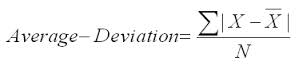 Average–Deviation= ∑|X–X̅| / N